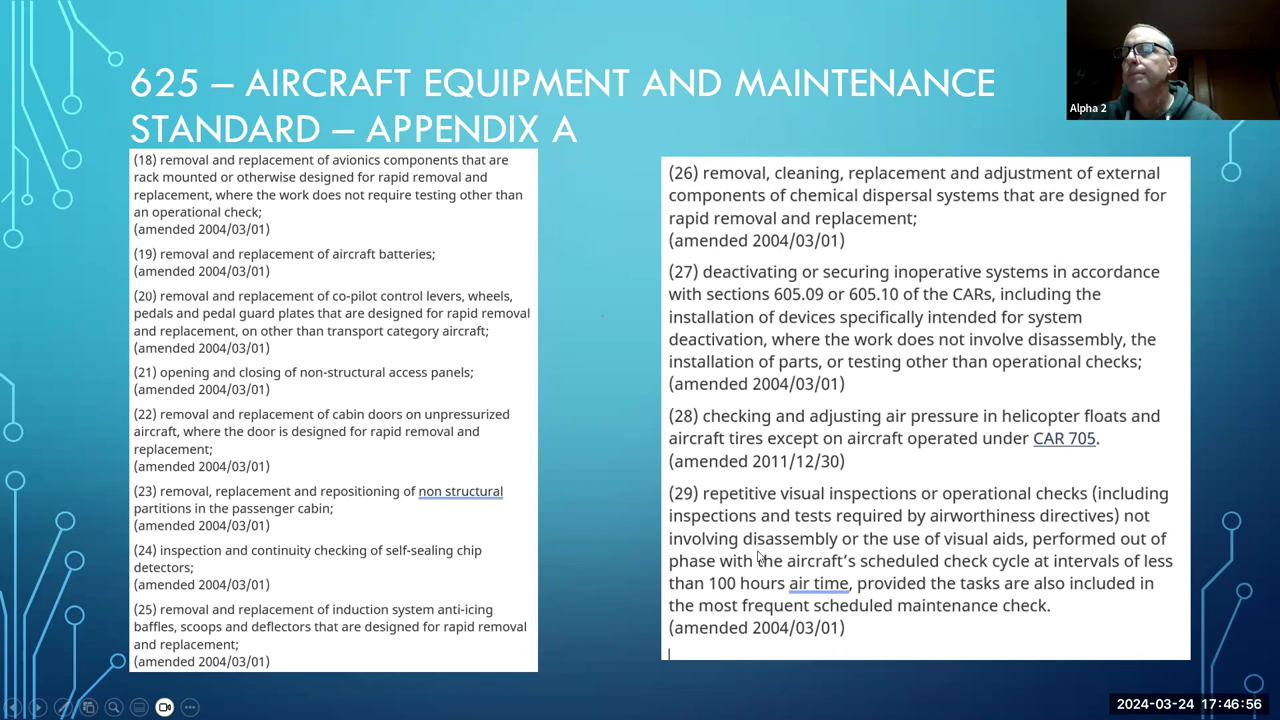 625 – AIRCRAFT EQUIPMENT AND MAINTENANCE
STANDARD – APPENDIX A
Alpha 2
(18) removal and replacement of avionics components that are
rack mounted or otherwise designed for rapid removal and
replacement, where the work does not require testing other than
an operational check;
(amended 2004/03/01)
(19) removal and replacement of aircraft batteries;
(amended 2004/03/01)
(20) removal and replacement of co-pilot control levers, wheels,
pedals and pedal guard plates that are designed for rapid removal
and replacement, on other than transport category aircraft;
(amended 2004/03/01)
(21) opening and closing of non-structural access panels;
(amended 2004/03/01)
(22) removal and replacement of cabin doors on unpressurized
aircraft, where the door is designed for rapid removal and
replacement;
(amended 2004/03/01)
(23) removal, replacement and repositioning of non structural
partitions in the passenger cabin;
(amended 2004/03/01)
(24) inspection and continuity checking of self-sealing chip
detectors;
(amended 2004/03/01)
(25) removal and replacement of induction system anti-icing
baffles, scoops and deflectors that are designed for rapid removal
and replacement;
(amended 2004/03/01)
(26) removal, cleaning, replacement and adjustment of external
components of chemical dispersal systems that are designed for
rapid removal and replacement;
(amended 2004/03/01)
(27) deactivating or securing inoperative systems in accordance
with sections 605.09 or 605.10 of the CARs, including the
installation of devices specifically intended for system
deactivation, where the work does not involve disassembly, the
installation of parts, or testing other than operational checks;
(amended 2004/03/01)
(28) checking and adjusting air pressure in helicopter floats and
aircraft tires except on aircraft operated under CAR 705.
(amended 2011/12/30)
(29) repetitive visual inspections or operational checks (including
inspections and tests required by airworthiness directives) not
involving disassembly or the use of visual aids, performed out of
phase with the aircraft's scheduled check cycle at intervals of less
than 100 hours air time, provided the tasks are also included in
the most frequent scheduled maintenance check.
(amended 2004/03/01)
2024-03-24 17:46:56